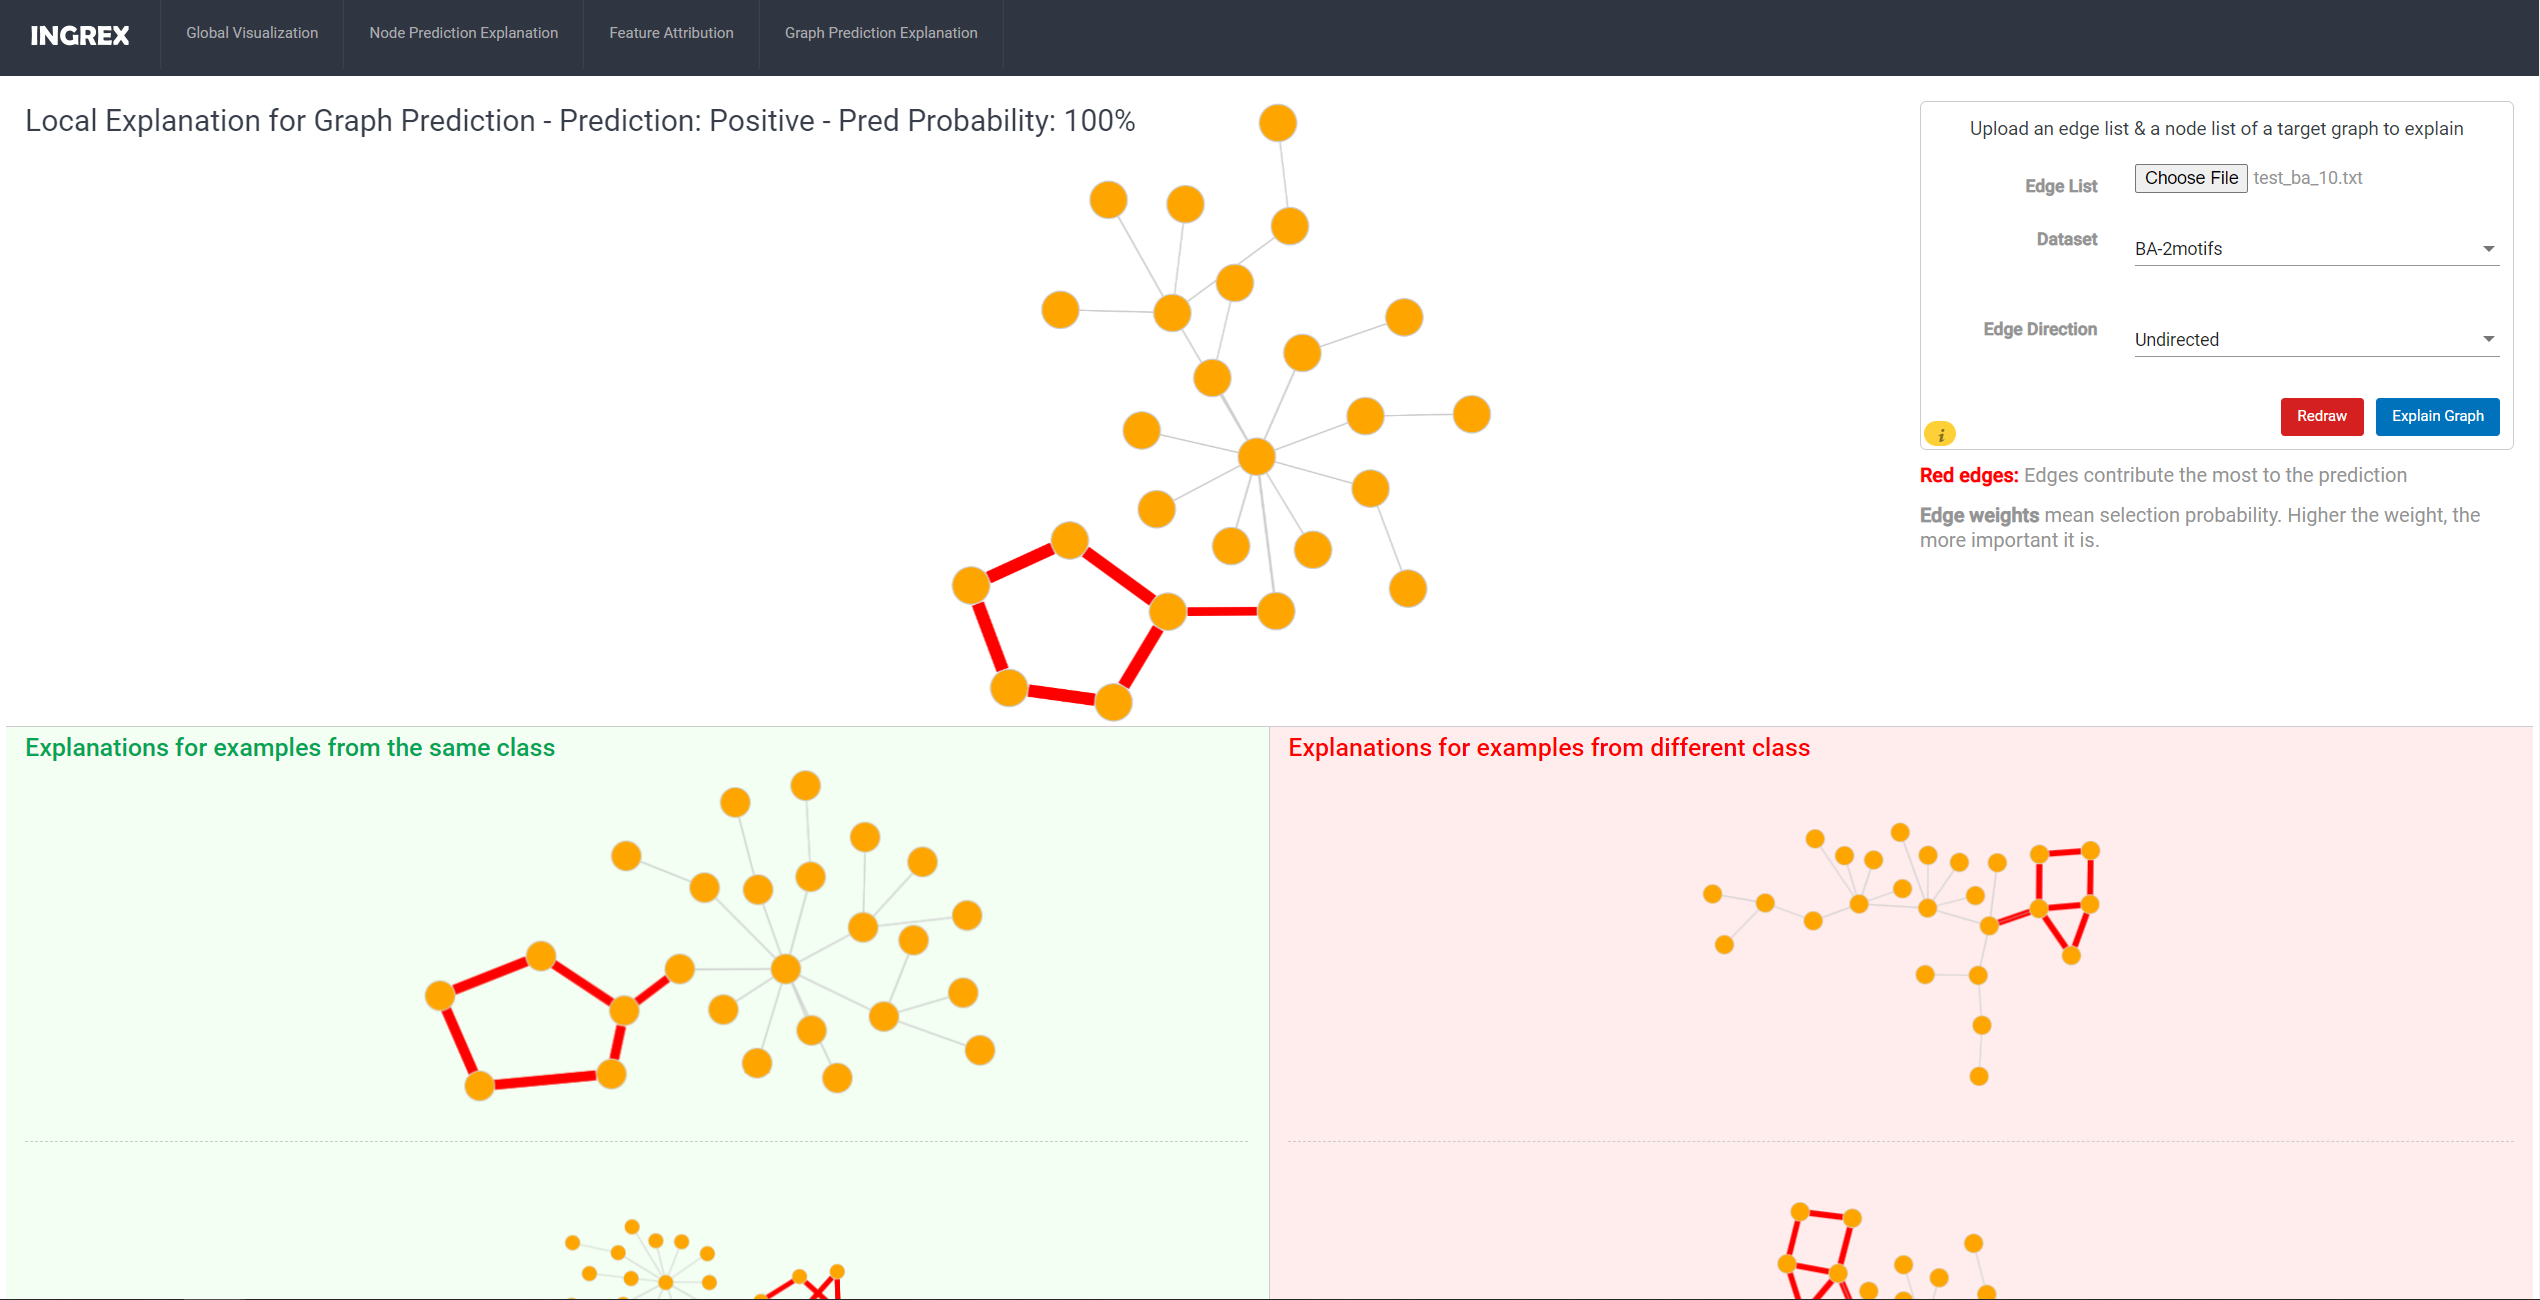 INGREX
Global Visualization
Node Prediction Explanation
Feature Attribution
Graph Prediction Explanation
Local Explanation for Graph Prediction - Prediction: Positive - Pred Probability: 100%
Upload an edge list & a node list of a target graph to explain
Edge List
Choose File test_ba_10.txt
Dataset
BA-2motifs
Edge Direction
Undirected
i
Redraw
Explain Graph
Red edges: Edges contribute the most to the prediction
Edge weights mean selection probability. Higher the weight, the
more important it is.
Explanations for examples from the same class
Explanations for examples from different class